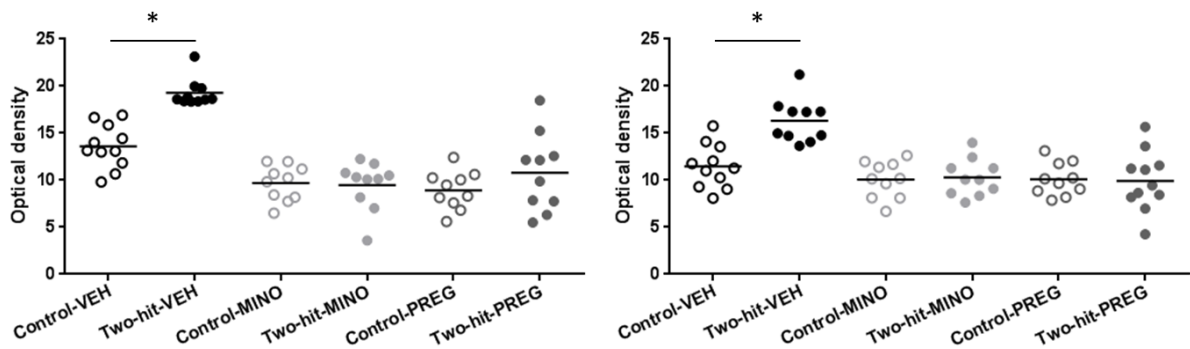 *
25
20
15
10
5
0
Optical density
Control-VEH
Two-hit-VEH
Control-MINO
Two-hit-MINO
Control-PREG
Two-hit-PREG
*
25
20
15
10
5
0
Optical density
Control-VEH
Two-hit-VEH
Control-MINO
Two-hit-MINO
Control-PREG
Two-hit-PREG